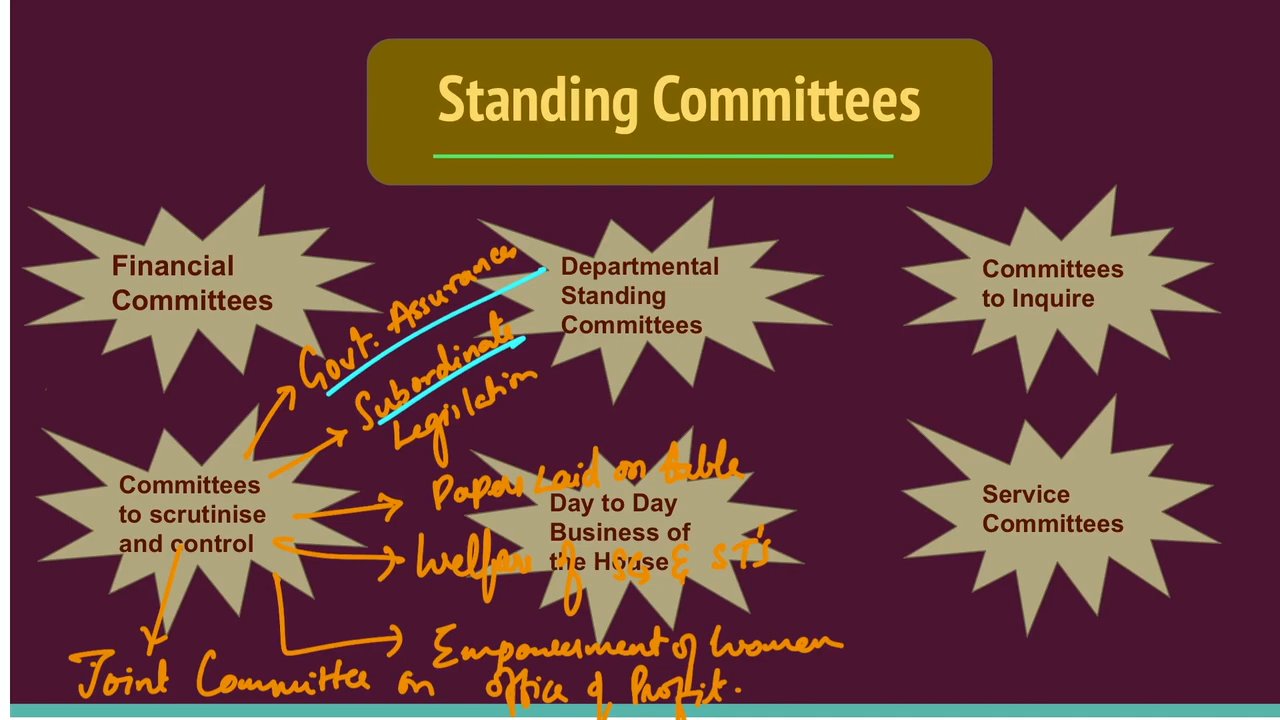 Standing Committees
Financial
Committees
Departmental
Standing
Committees
Committees
to Inquire
Committees
to scrutinise
and control
Day to Day
Business of
the House
Service
Committees
Govt. Assurances
Subordinate
Legislation
Papers Laid on table
Welfare of SCs & ST's
Empowerment of Women
Joint Committee on office of Profit.